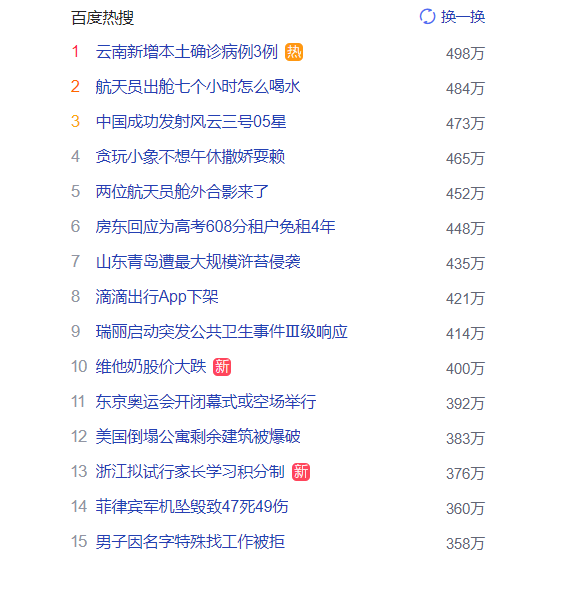 百度热搜 换一换
1 云南新增本土确诊病例3例 热 498万
2 航天员出舱七个小时怎么喝水 484万
3 中国成功发射风云三号05星 473万
4 贪玩小象不想午休撒娇耍赖 465万
5 两位航天员舱外合影来了 452万
6 房东回应为高考608分租户免租4年 448万
7 山东青岛遭最大规模浒苔侵袭 435万
8 滴滴出行App下架 421万
9 瑞丽启动突发公共卫生事件Ⅲ级响应 414万
10 维他奶股价大跌 新 400万
11 东京奥运会开闭幕式或空场举行 392万
12 美国倒塌公寓剩余建筑被爆破 383万
13 浙江拟试行家长学习积分制 新 376万
14 菲律宾军机坠毁致47死49伤 360万
15 男子因名字特殊找工作被拒 358万